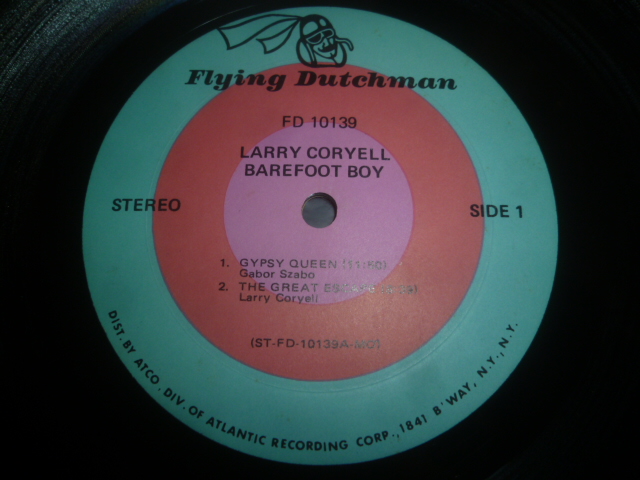 Flying Dutchman
FD 10139
LARRY CORYELL
BAREFOOT BOY
STEREO
SIDE 1
1. GYPSY QUEEN (11:50)
Gabor Szabo
2. THE GREAT
Larry Coryell
DIST. BY ATCO. DIV. OF ATLANTIC RECORDING CORP., 1841 B'WAY, N.Y., N.Y.